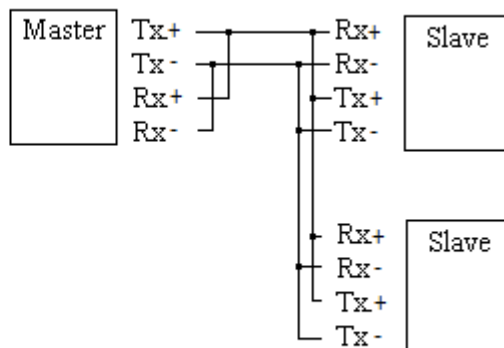 Master
Tx+
Tx-
Rx+
Rx-
Rx+
Rx-
Tx+
Tx-
Slave
Rx+
Rx-
Tx+
Tx-
Slave